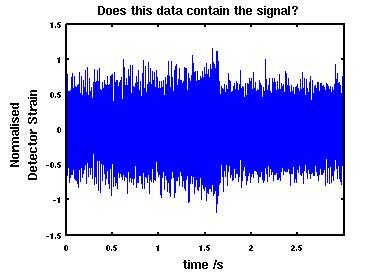 Does this data contain the signal?
1.5
1
0.5
0
-0.5
-1
-1.5
Normalised
Detector Strain
0 0.5 1 1.5 2 2.5
time /s